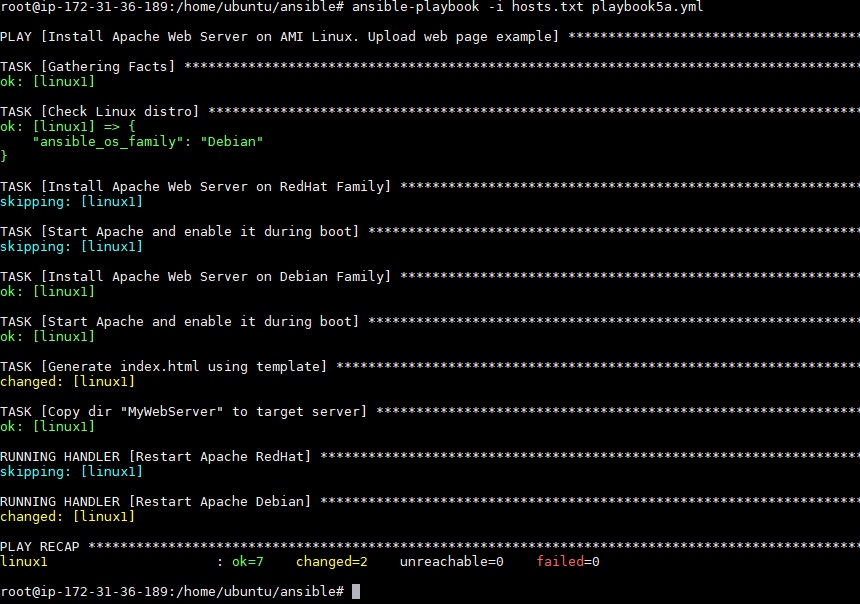 root@ip-172-31-36-189:/home/ubuntu/ansible# ansible-playbook -i hosts.txt playbook5a.yml
PLAY [Install Apache Web Server on AMI Linux. Upload web page example] *************************************
TASK [Gathering Facts] *************************************************************************************
ok: [linux1]
TASK [Check Linux distro] **********************************************************************************
ok: [linux1] => {
    "ansible_os_family": "Debian"
}
TASK [Install Apache Web Server on RedHat Family] **********************************************************
skipping: [linux1]
TASK [Start Apache and enable it during boot] **************************************************************
skipping: [linux1]
TASK [Install Apache Web Server on Debian Family] **********************************************************
ok: [linux1]
TASK [Start Apache and enable it during boot] **************************************************************
ok: [linux1]
TASK [Generate index.html using template] ******************************************************************
changed: [linux1]
TASK [Copy dir "MyWebServer" to target server] *************************************************************
ok: [linux1]
RUNNING HANDLER [Restart Apache RedHat] ********************************************************************
skipping: [linux1]
RUNNING HANDLER [Restart Apache Debian] ********************************************************************
changed: [linux1]
PLAY RECAP *************************************************************************************************
linux1                     : ok=7    changed=2    unreachable=0    failed=0
root@ip-172-31-36-189:/home/ubuntu/ansible#